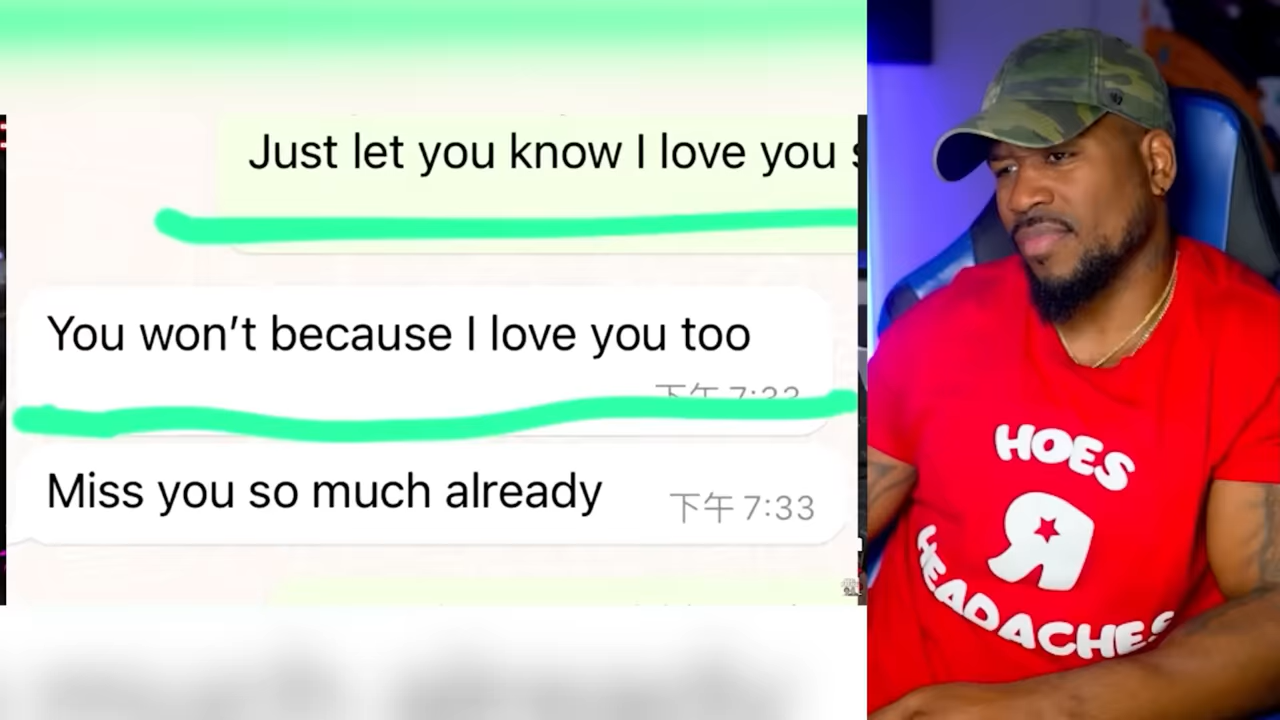 Just let you know I love you
You won't because I love you too
下午 7:33
Miss you so much already
下午 7:33
HOES
R
HEADACHES